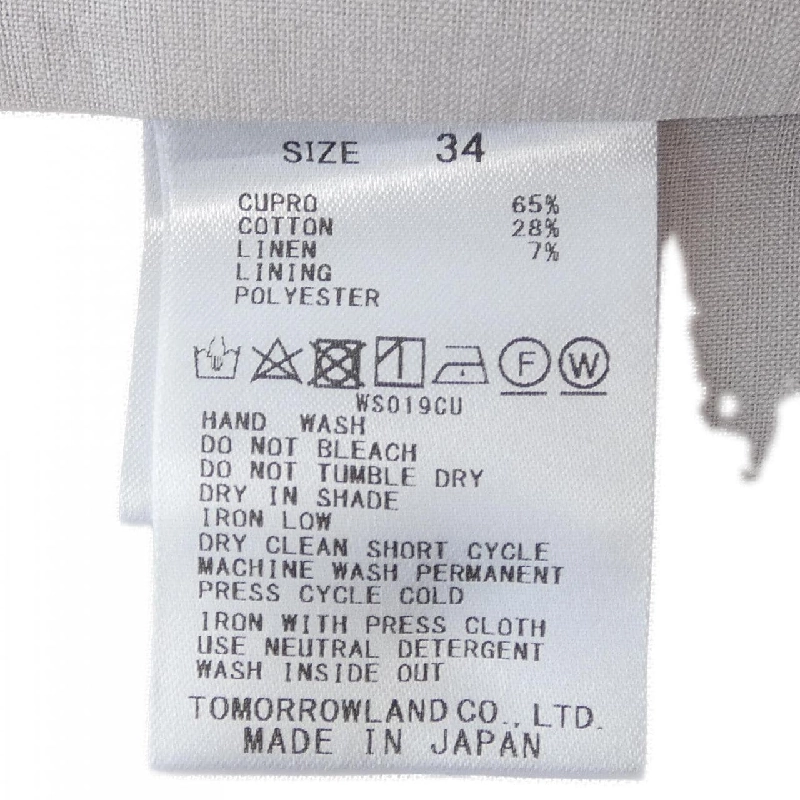 SIZE 34
CUPRO 65%
COTTON 28%
LINEN 7%
LINING
POLYESTER
F W
WS019CU
HAND WASH
DO NOT BLEACH
DO NOT TUMBLE DRY
DRY IN SHADE
IRON LOW
DRY CLEAN SHORT CYCLE
MACHINE WASH PERMANENT
PRESS CYCLE COLD
IRON WITH PRESS CLOTH
USE NEUTRAL DETERGENT
WASH INSIDE OUT
TOMORROWLAND CO., LTD.
MADE IN JAPAN